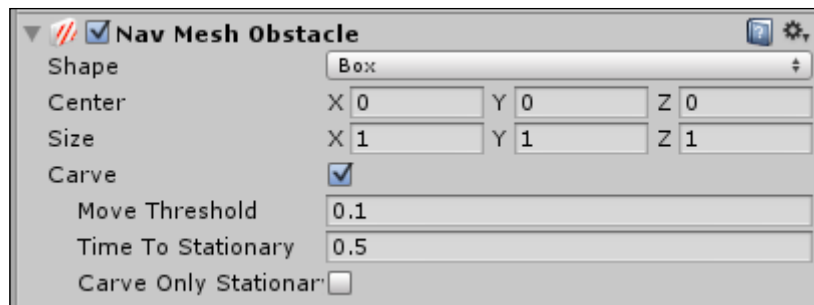 Nav Mesh Obstacle
Shape Box
Center X 0 Y 0 Z 0
Size X 1 Y 1 Z 1
Carve
Move Threshold 0.1
Time To Stationary 0.5
Carve Only Stationar